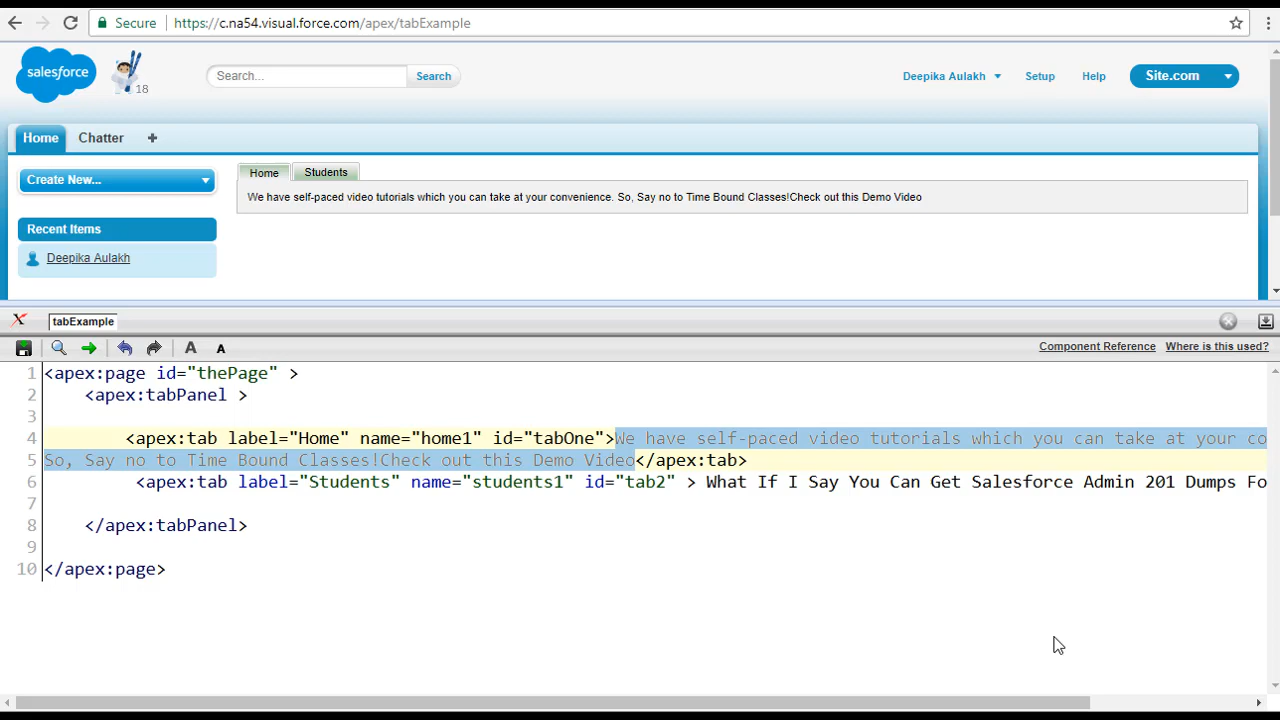 Secure https://c.na54.visual.force.com/apex/tabExample
salesforce 18 Search... Search Deepika Aulakh Setup Help Site.com
Home Chatter
Create New...
Home Students
We have self-paced video tutorials which you can take at your convenience. So, Say no to Time Bound Classes!Check out this Demo Video
Recent Items
Deepika Aulakh
tabExample
A A Component Reference Where is this used?
1 <apex:page id="thePage" >
2 <apex:tabPanel >
3
4 <apex:tab label="Home" name="home1" id="tabOne">We have self-paced video tutorials which you can take at your co
5 So, Say no to Time Bound Classes!Check out this Demo Video</apex:tab>
6 <apex:tab label="Students" name="students1" id="tab2" > What If I Say You Can Get Salesforce Admin 201 Dumps Fo
7
8 </apex:tabPanel>
9
10 </apex:page>